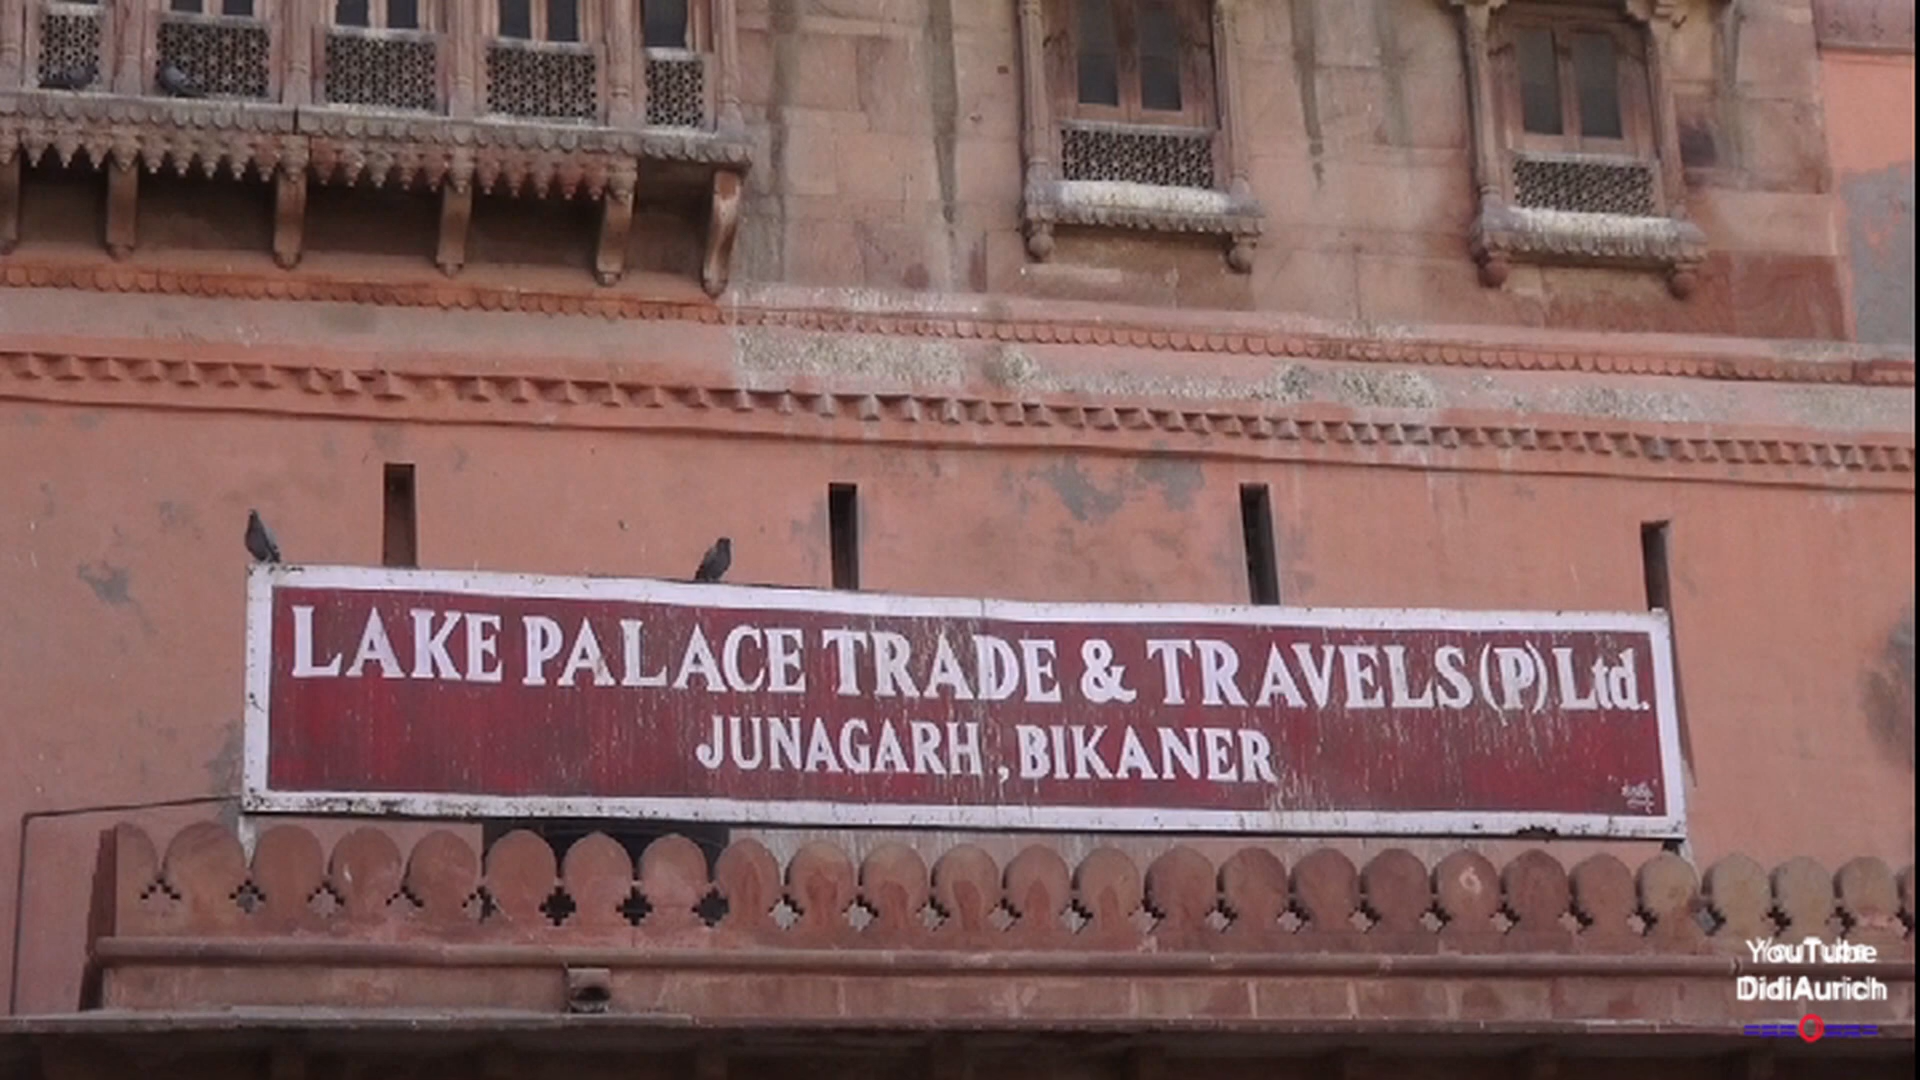 LAKE PALACE TRADE & TRAVELS (P) Ltd.
JUNAGARH, BIKANER
YouTube
DidiAurich